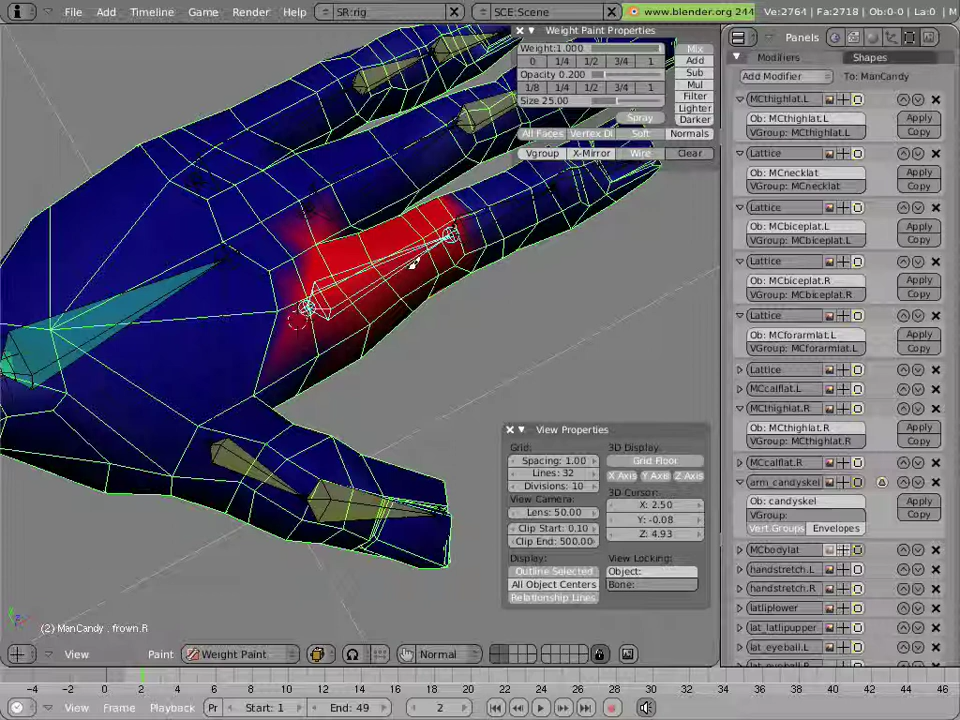 File Add Timeline Game Render Help SR:rig SCE:Scene www.blender.org 244 Ve:2764 Fa:2718 Ob:0-0 La:0
Weight Paint Properties
Weight:1.000
0 1/4 1/2 3/4 1
Opacity 0.200
1/8 1/4 1/2 3/4 1
Size 25.00
Spray
All Faces Vertex Di Soft Normals
Vgroup X-Mirror Wire Clear
Mix
Add
Sub
Mul
Filter
Lighter
Darker
Panels
Modifiers Shapes
Add Modifier To: ManCandy
MCthighlat.L
Ob: MCthighlat.L Apply
VGroup: MCthighlat.L Copy
Lattice
Ob: MCnecklat Apply
VGroup: MCnecklat Copy
Lattice
Ob: MCbiceplat.L Apply
VGroup: MCbiceplat.L Copy
Lattice
Ob: MCbiceplat.R Apply
VGroup: MCbiceplat.R Copy
Lattice
Ob: MCforarmlat.L Apply
VGroup: MCforarmlat.L Copy
Lattice
MCcalflat.L
MCthighlat.R
Ob: MCthighlat.R Apply
VGroup: MCthighlat.R Copy
MCcalflat.R
arm_candyskel
Ob: candyskel Apply
VGroup: Copy
Vert.Groups Envelopes
MCbodylat
handstretch.L
handstretch.R
latliplower
lat_latlipupper
lat_eyeball.L
View Properties
Grid:
Spacing: 1.00
Lines: 32
Divisions: 10
View Camera:
Lens: 50.00
Clip Start: 0.10
Clip End: 500.00
Display:
Outline Selected
All Object Centers
Relationship Lines
3D Display:
Grid Floor
X Axis Y Axis Z Axis
3D Cursor:
X: 2.50
Y: -0.08
Z: 4.93
View Locking:
Object:
Bone:
(2) ManCandy . frown.R
View Paint Weight Paint Normal
-4 -2 0 2 4 6 8 10 12 14 16 18 20 22 24 26 28 30 32 34 36 38 40 42 44 46
View Frame Playback Pr Start: 1 End: 49 2